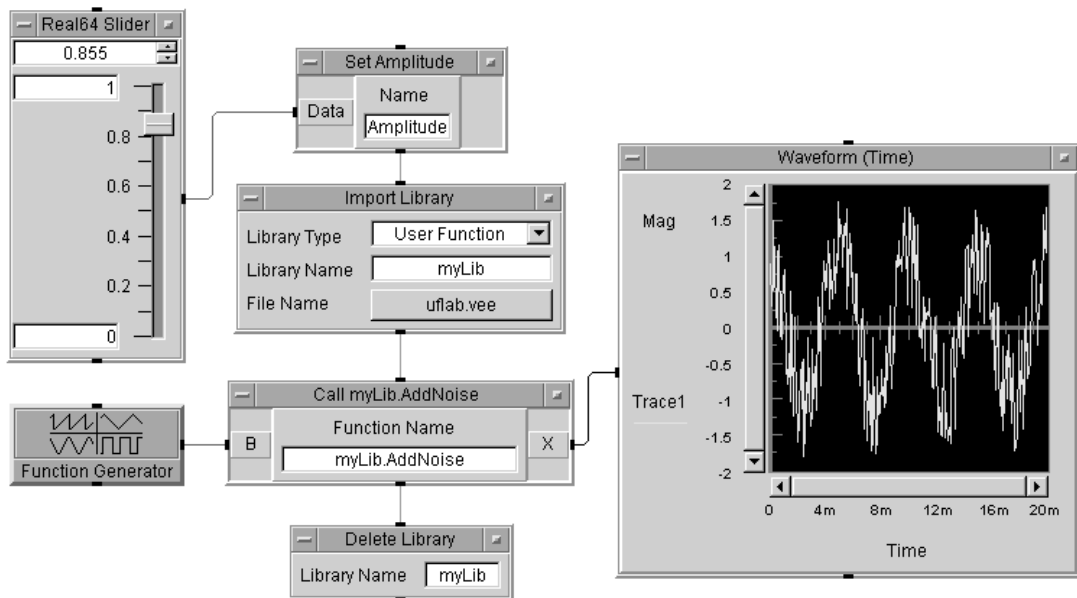 Real64 Slider
0.855
1
0.8
0.6
0.4
0.2
0
Set Amplitude
Data
Name
Amplitude
Import Library
Library Type
User Function
Library Name
myLib
File Name
uflab.vee
Call myLib.AddNoise
B
Function Name
myLib.AddNoise
X
Function Generator
Delete Library
Library Name
myLib
Waveform (Time)
Mag
Trace1
2
1.5
1
0.5
0
-0.5
-1
-1.5
-2
0 4m 8m 12m 16m 20m
Time